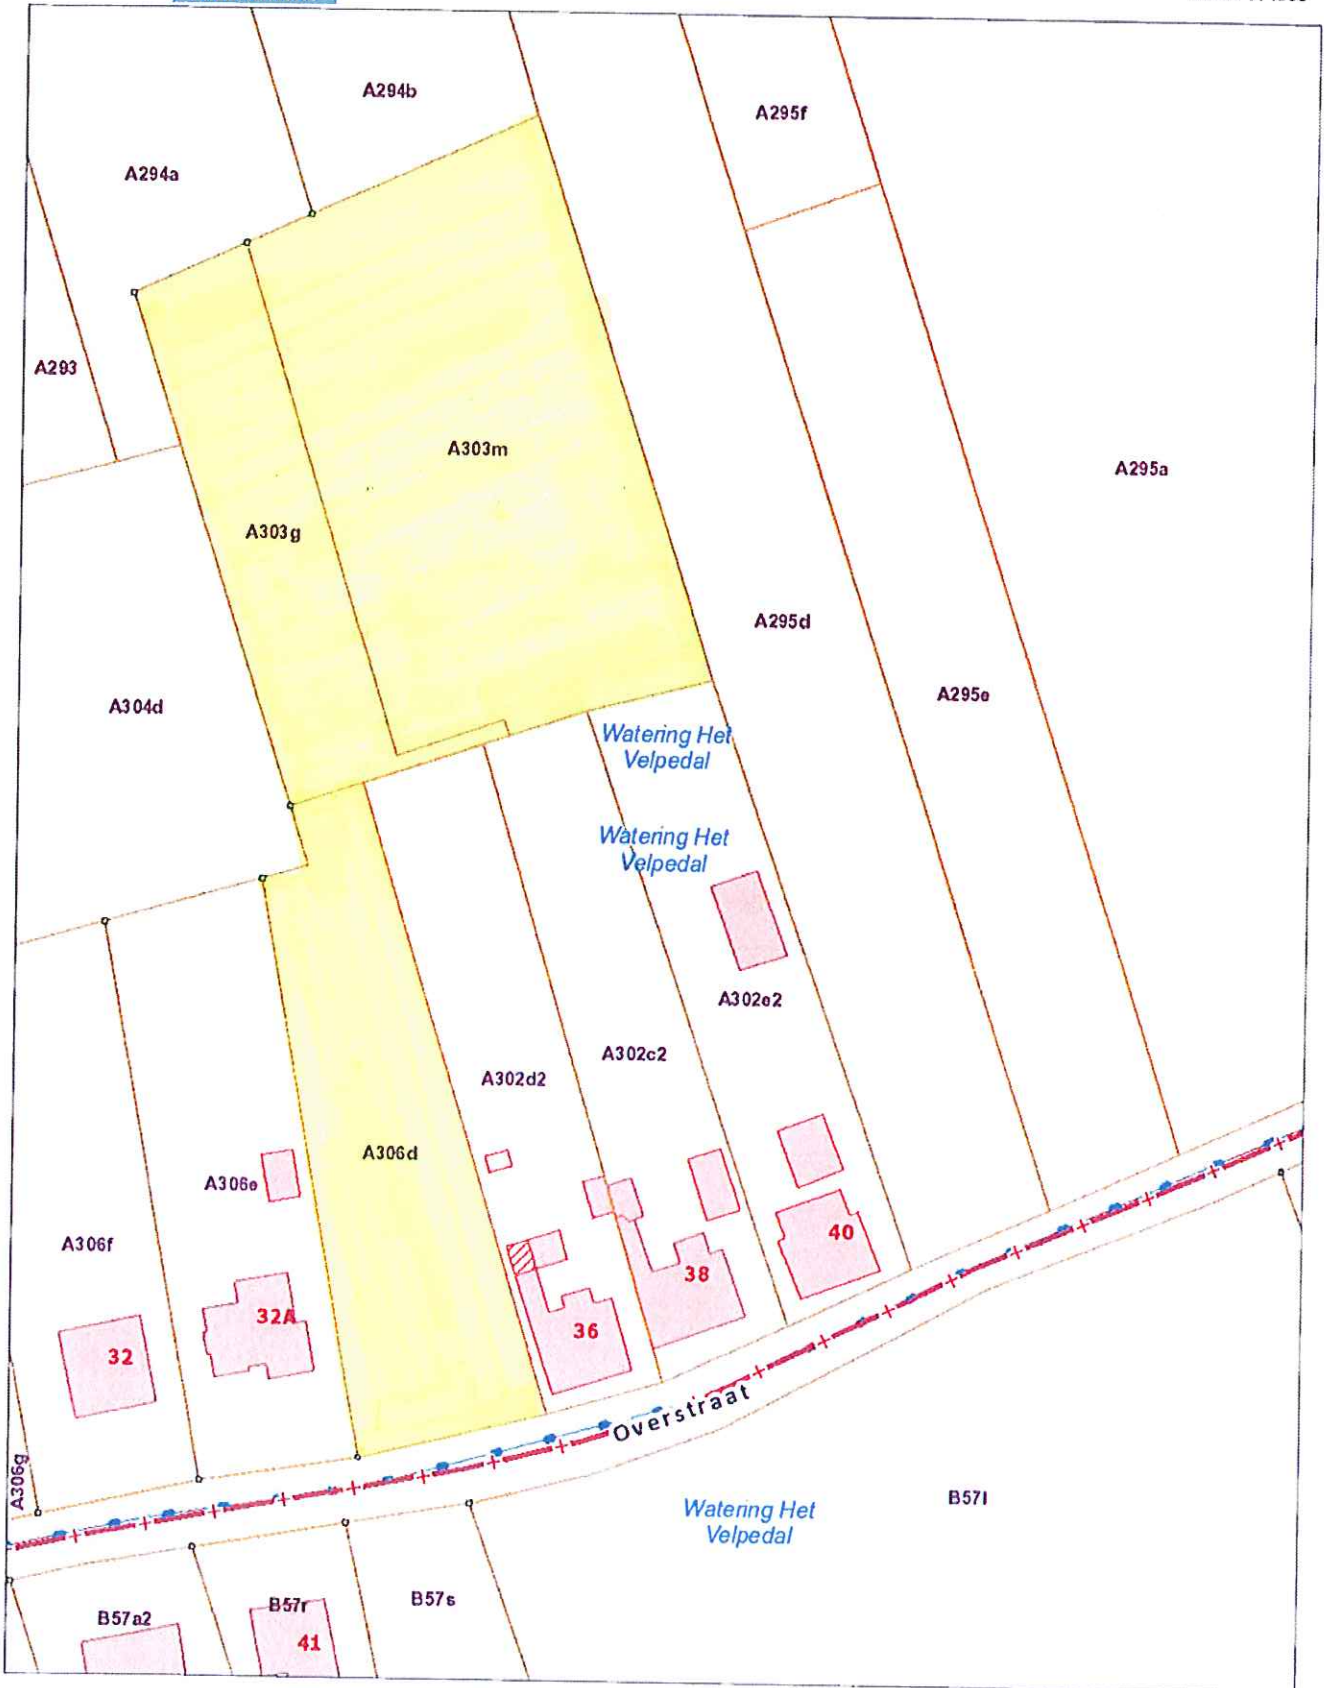 A294b
A295f
A294a
A293
A303m
A295a
A303g
A295d
A295e
A304d
Watering Het
Velpedal
Watering Het
Velpedal
A302e2
A302c2
A302d2
A306d
A306e
A306f
40
38
32A
36
32
Overstraat
A306g
B57l
Watering Het
Velpedal
B57s
B57r
B57a2
41